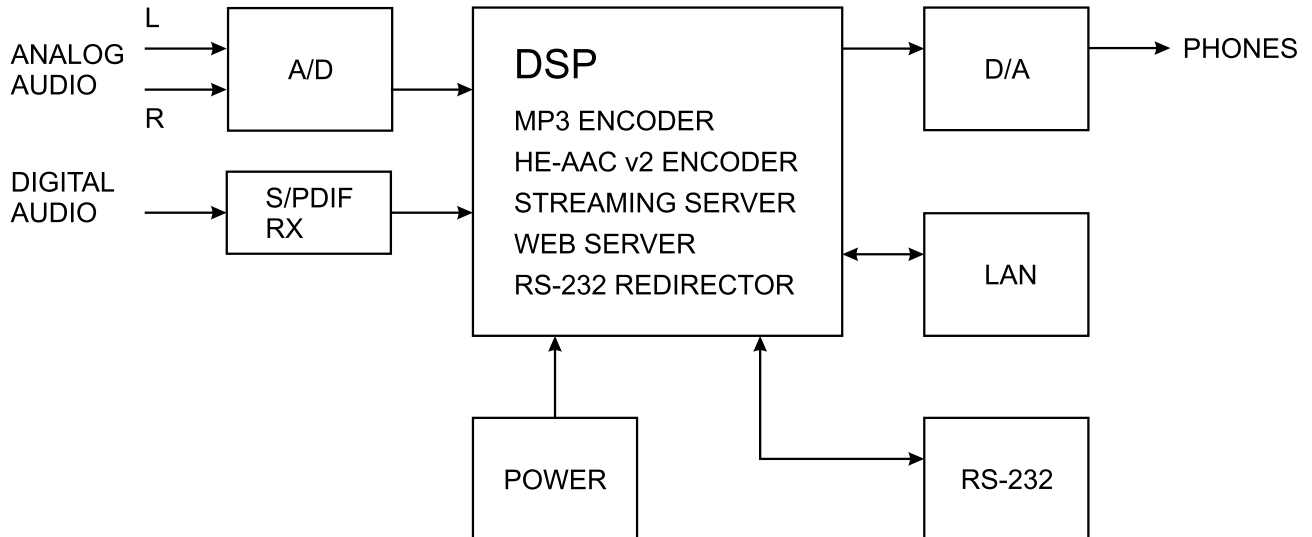 L
ANALOG
AUDIO
R
A/D
DIGITAL
AUDIO
S/PDIF
RX
DSP
MP3 ENCODER
HE-AAC v2 ENCODER
STREAMING SERVER
WEB SERVER
RS-232 REDIRECTOR
D/A
PHONES
LAN
POWER
RS-232